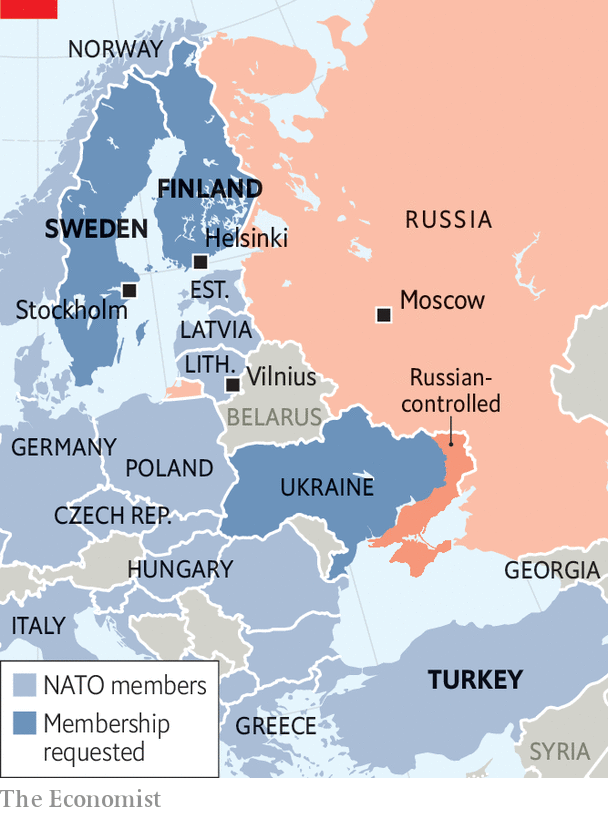 NORWAY
FINLAND
SWEDEN
RUSSIA
Helsinki
EST.
Stockholm
Moscow
LATVIA
LITH.
Vilnius
Russian-
controlled
BELARUS
GERMANY
POLAND
UKRAINE
CZECH REP.
HUNGARY
GEORGIA
ITALY
TURKEY
NATO members
Membership
requested
GREECE
SYRIA
The Economist